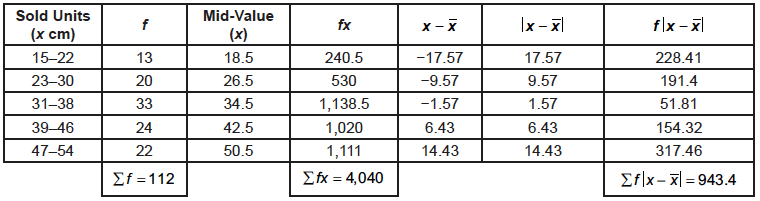 Sold Units (x cm) | f | Mid-Value (x) | fx | x − x̅ | |x − x̅| | f|x − x̅|
15–22 | 13 | 18.5 | 240.5 | −17.57 | 17.57 | 228.41
23–30 | 20 | 26.5 | 530 | −9.57 | 9.57 | 191.4
31–38 | 33 | 34.5 | 1,138.5 | −1.57 | 1.57 | 51.81
39–46 | 24 | 42.5 | 1,020 | 6.43 | 6.43 | 154.32
47–54 | 22 | 50.5 | 1,111 | 14.43 | 14.43 | 317.46
∑f = 112 | ∑fx = 4,040 | ∑f|x − x̅| = 943.4